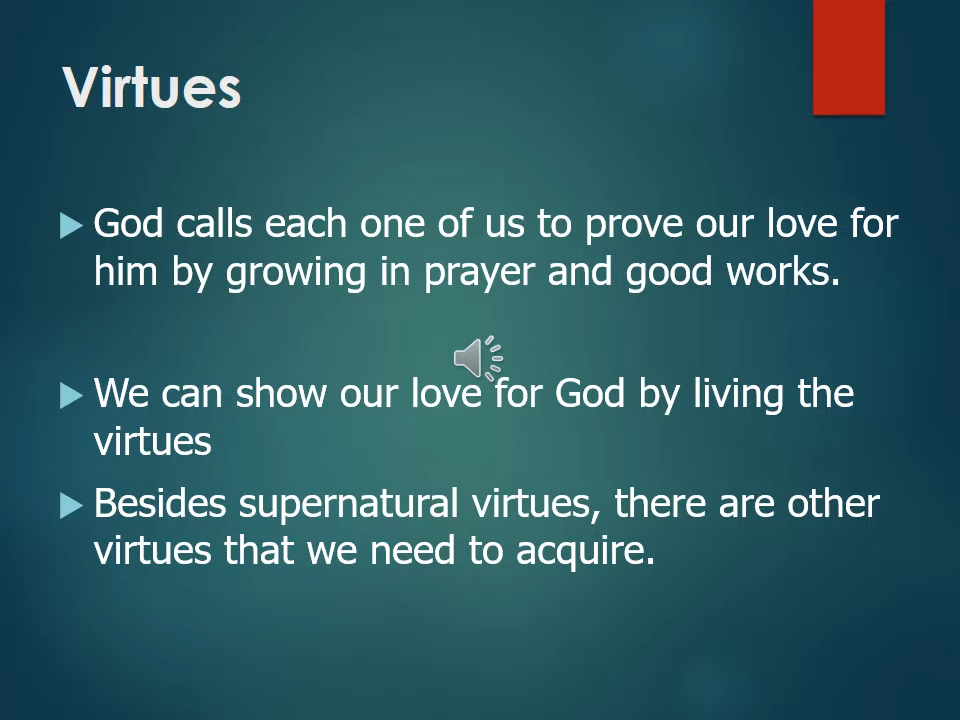 Virtues
God calls each one of us to prove our love for
him by growing in prayer and good works.
We can show our love for God by living the
virtues
Besides supernatural virtues, there are other
virtues that we need to acquire.